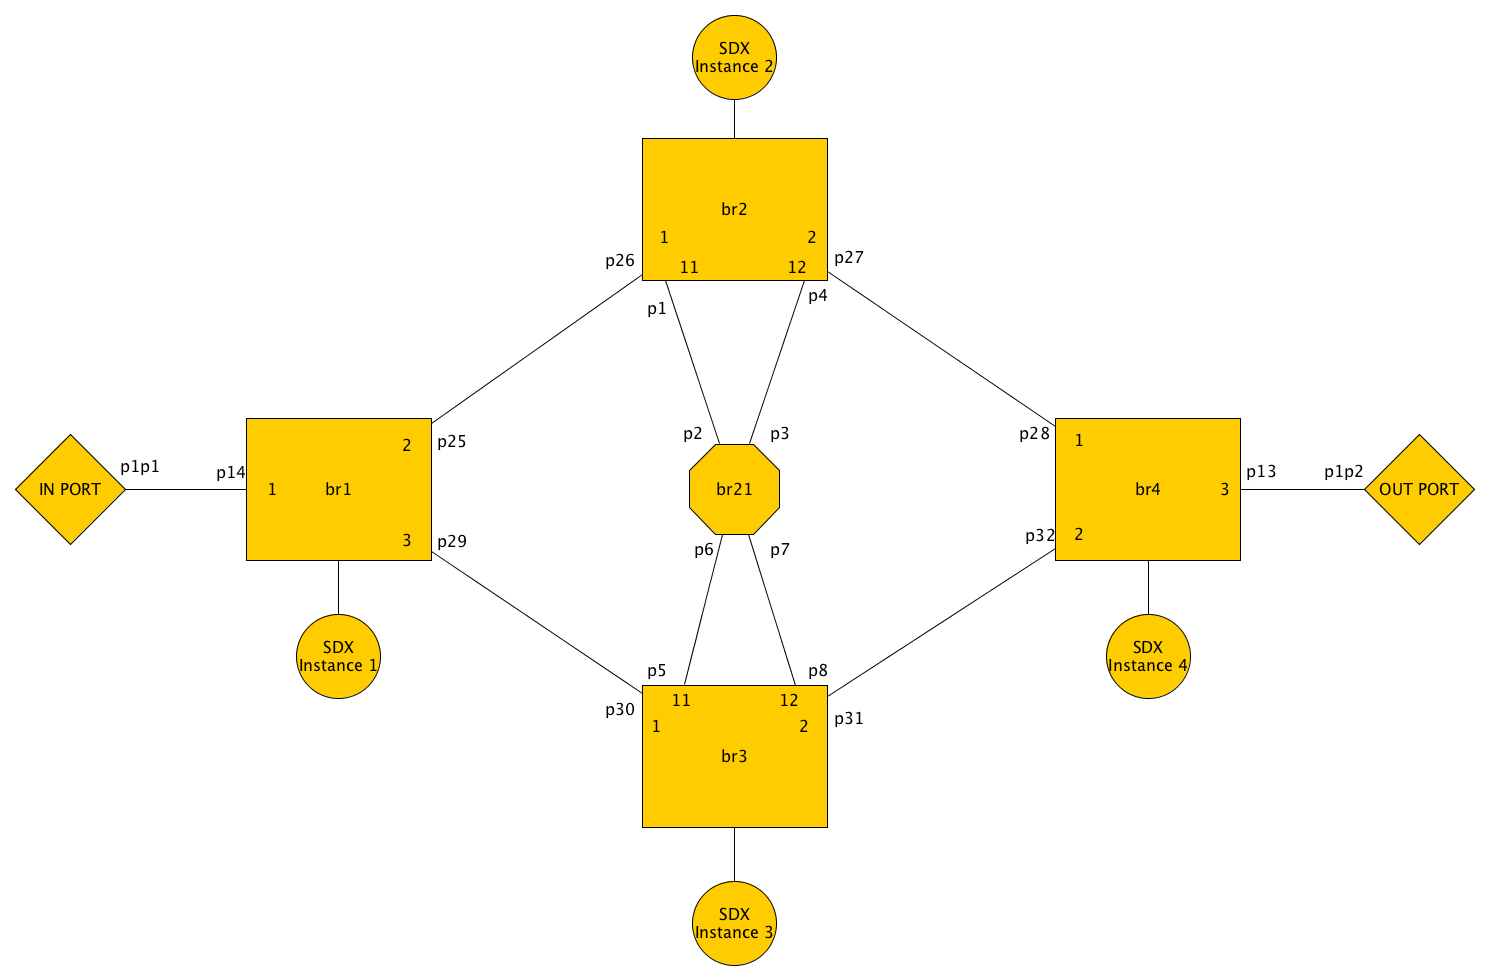 SDX
Instance 2
br2
1
2
11
12
p26
p27
p1
p4
p2
p3
p25
p28
2
1
p1p1
p14
p13
p1p2
IN PORT
1
br1
br21
br4
3
OUT PORT
3
p29
p6
p7
p32
2
SDX
Instance 1
SDX
Instance 4
p5
p8
p30
p31
11
12
1
2
br3
SDX
Instance 3